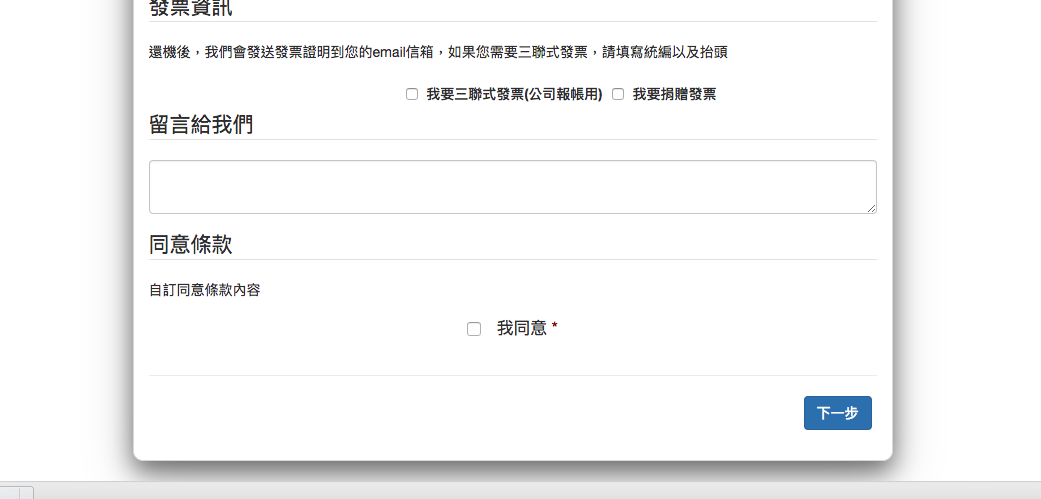 發票資訊
還機後，我們會發送發票證明到您的email信箱，如果您需要三聯式發票，請填寫統編以及抬頭
我要三聯式發票(公司報帳用) 我要捐贈發票
留言給我們
同意條款
自訂同意條款內容
我同意 *
下一步